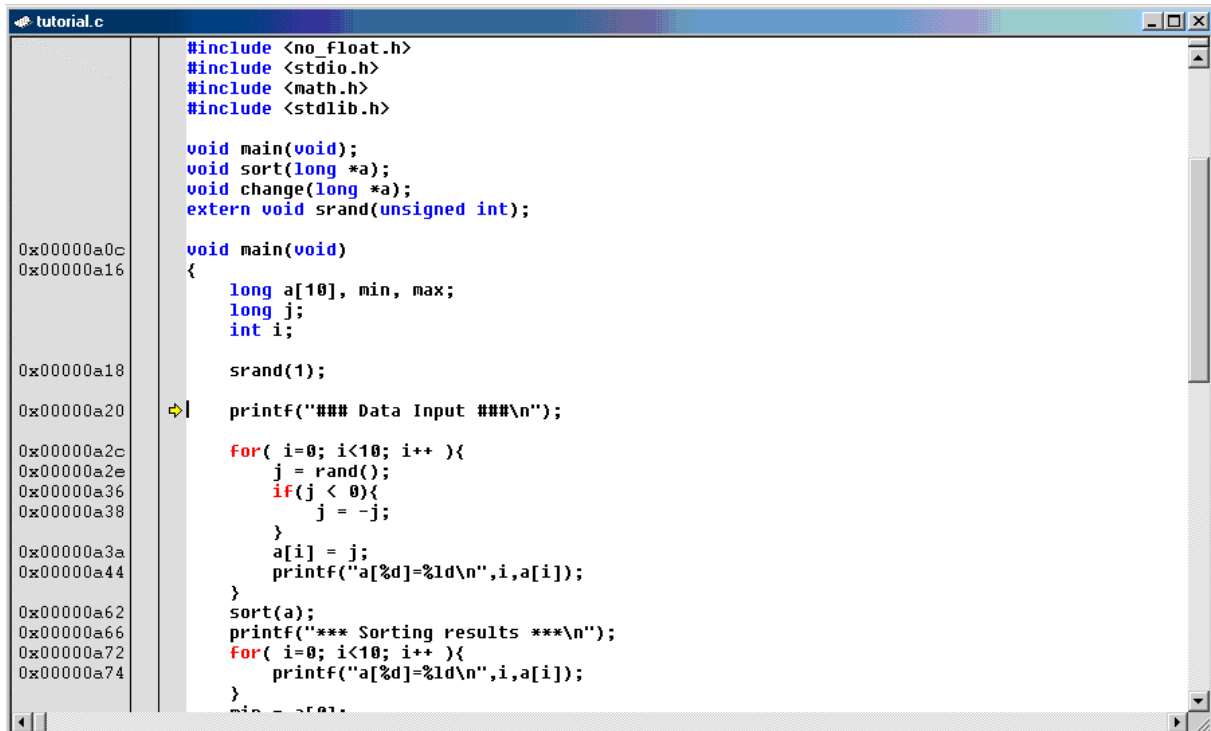 tutorial.c
#include <no_float.h>
#include <stdio.h>
#include <math.h>
#include <stdlib.h>
void main(void);
void sort(long *a);
void change(long *a);
extern void srand(unsigned int);
0x00000a0c void main(void)
0x00000a16 {
long a[10], min, max;
long j;
int i;
0x00000a18 srand(1);
0x00000a20 printf("### Data Input ###\n");
0x00000a2c for( i=0; i<10; i++ ){
0x00000a2e j = rand();
0x00000a36 if(j < 0){
0x00000a38 j = -j;
}
0x00000a3a a[i] = j;
0x00000a44 printf("a[%d]=%ld\n",i,a[i]);
}
0x00000a62 sort(a);
0x00000a66 printf("*** Sorting results ***\n");
0x00000a72 for( i=0; i<10; i++ ){
0x00000a74 printf("a[%d]=%ld\n",i,a[i]);
}
min = a[0];